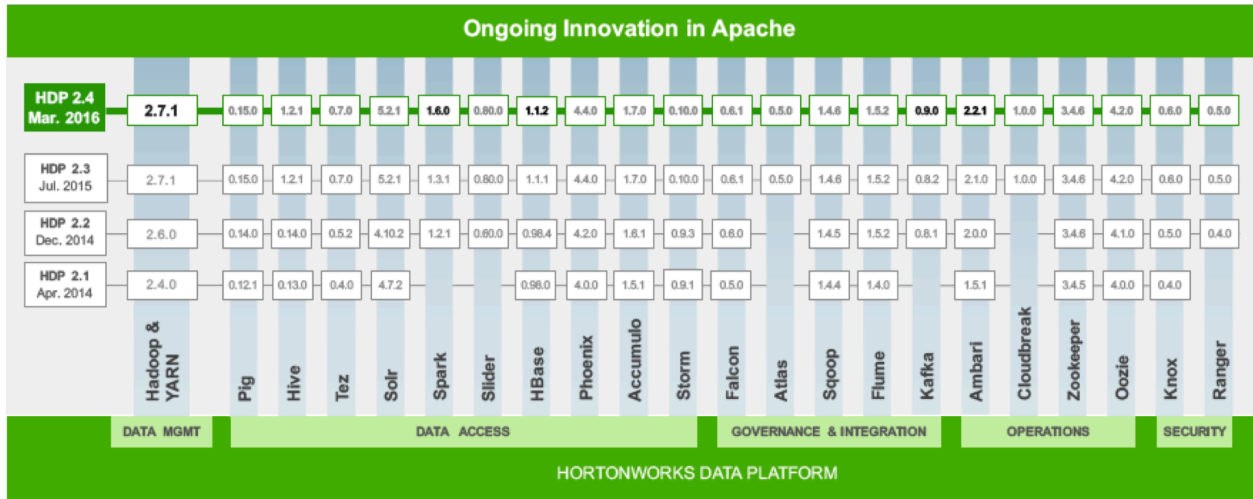 Ongoing Innovation in Apache
HDP 2.4
Mar. 2016
2.7.1 0.15.0 1.2.1 0.7.0 5.2.1 1.6.0 0.80.0 1.1.2 4.4.0 1.7.0 0.10.0 0.6.1 0.5.0 1.4.6 1.5.2 0.9.0 2.2.1 1.0.0 3.4.6 4.2.0 0.6.0 0.5.0
HDP 2.3
Jul. 2015
2.7.1 0.15.0 1.2.1 0.7.0 5.2.1 1.3.1 0.80.0 1.1.1 4.4.0 1.7.0 0.10.0 0.6.1 0.5.0 1.4.6 1.5.2 0.8.2 2.1.0 1.0.0 3.4.6 4.2.0 0.6.0 0.5.0
HDP 2.2
Dec. 2014
2.6.0 0.14.0 0.14.0 0.5.2 4.10.2 1.2.1 0.60.0 0.98.4 4.2.0 1.6.1 0.9.3 0.6.0 1.4.5 1.5.2 0.8.1 2.0.0 3.4.6 4.1.0 0.5.0 0.4.0
HDP 2.1
Apr. 2014
2.4.0 0.12.1 0.13.0 0.4.0 4.7.2 0.98.0 4.0.0 1.5.1 0.9.1 0.5.0 1.4.4 1.4.0 1.5.1 3.4.5 4.0.0 0.4.0
Hadoop &
YARN
Pig
Hive
Tez
Solr
Spark
Slider
HBase
Phoenix
Accumulo
Storm
Falcon
Atlas
Sqoop
Flume
Kafka
Ambari
Cloudbreak
Zookeeper
Oozie
Knox
Ranger
DATA MGMT DATA ACCESS GOVERNANCE & INTEGRATION OPERATIONS SECURITY
HORTONWORKS DATA PLATFORM